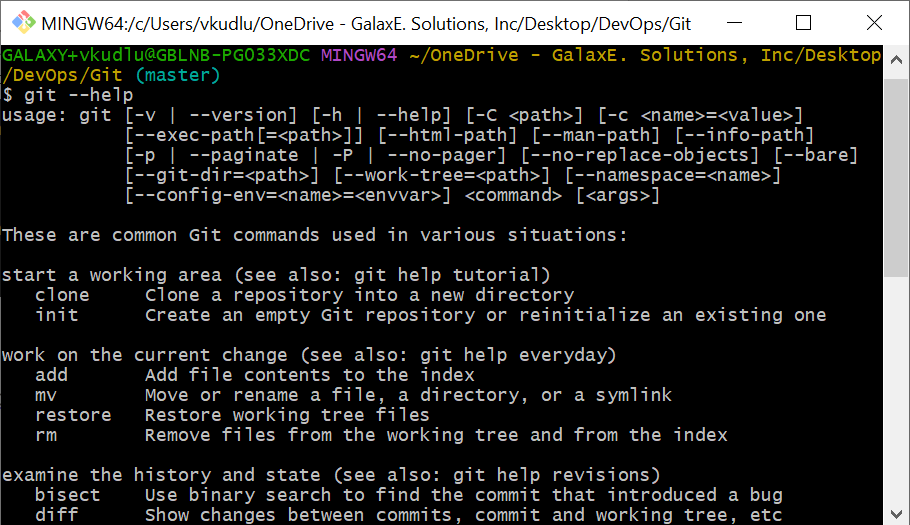 MINGW64:/c/Users/vkudlu/OneDrive - GalaxE. Solutions, Inc/Desktop/DevOps/Git
GALAXY+vkudlu@GBLNB-PG033XDC MINGW64 ~/OneDrive - GalaxE. Solutions, Inc/Desktop
/DevOps/Git (master)
$ git --help
usage: git [-v | --version] [-h | --help] [-C <path>] [-c <name>=<value>]
           [--exec-path[=<path>]] [--html-path] [--man-path] [--info-path]
           [-p | --paginate | -P | --no-pager] [--no-replace-objects] [--bare]
           [--git-dir=<path>] [--work-tree=<path>] [--namespace=<name>]
           [--config-env=<name>=<envvar>] <command> [<args>]
These are common Git commands used in various situations:
start a working area (see also: git help tutorial)
   clone     Clone a repository into a new directory
   init      Create an empty Git repository or reinitialize an existing one
work on the current change (see also: git help everyday)
   add       Add file contents to the index
   mv        Move or rename a file, a directory, or a symlink
   restore   Restore working tree files
   rm        Remove files from the working tree and from the index
examine the history and state (see also: git help revisions)
   bisect    Use binary search to find the commit that introduced a bug
   diff      Show changes between commits, commit and working tree, etc